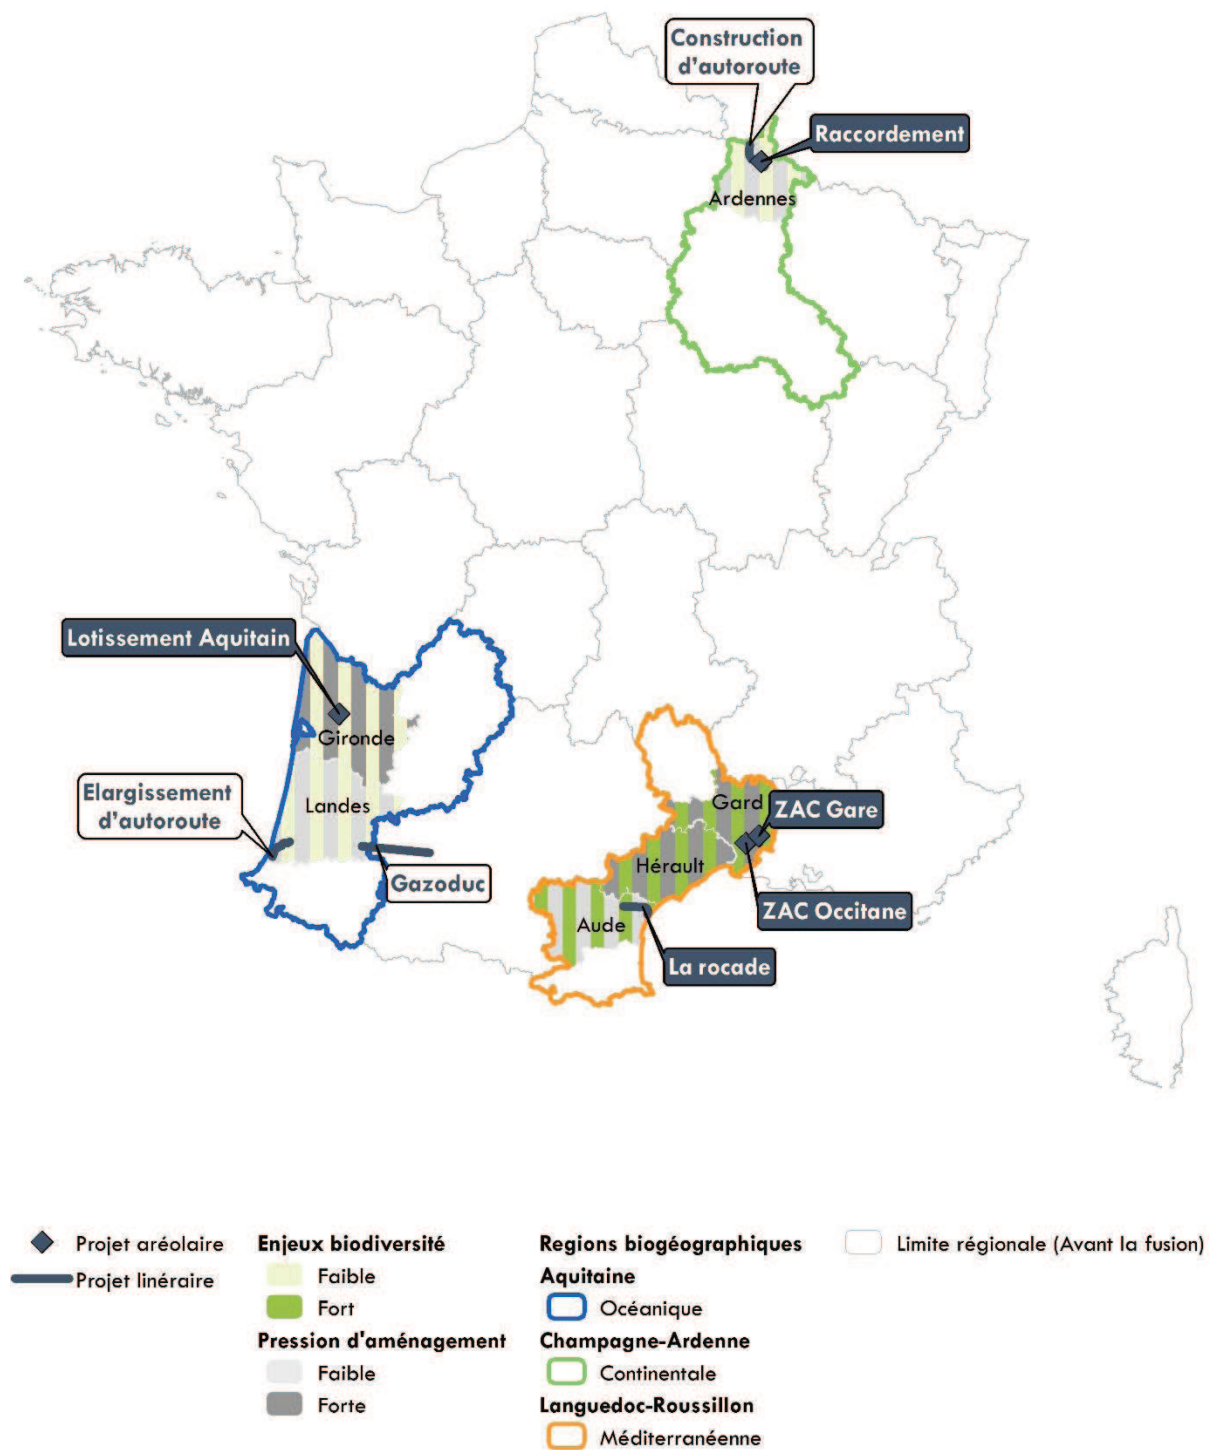 Construction
d'autoroute
Raccordement
Ardennes
Lotissement Aquitain
Gironde
Elargissement
d'autoroute
Landes
Gazoduc
Gard
ZAC Gare
Hérault
ZAC Occitane
Aude
La rocade
Projet aréolaire
Projet linéraire
Enjeux biodiversité
Faible
Fort
Pression d'aménagement
Faible
Forte
Regions biogéographiques
Aquitaine
Océanique
Champagne-Ardenne
Continentale
Languedoc-Roussillon
Méditerranéenne
Limite régionale (Avant la fusion)